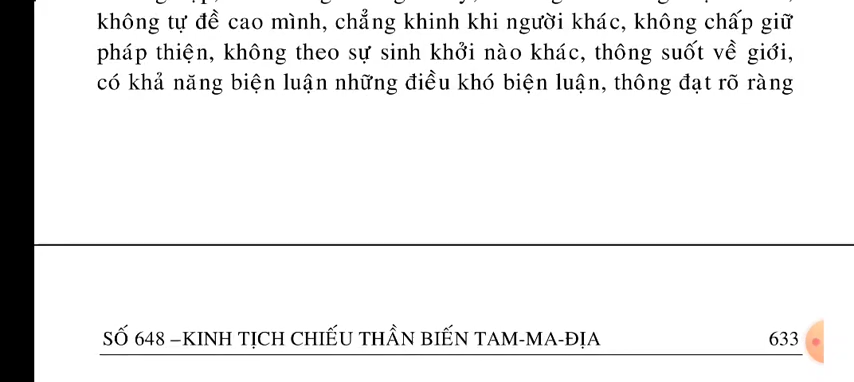 không tự đề cao mình, chẳng khinh khi người khác, không chấp giữ
pháp thiện, không theo sự sinh khởi nào khác, thông suốt về giới,
có khả năng biện luận những điều khó biện luận, thông đạt rõ ràng
SỐ 648 –KINH TỊCH CHIẾU THẦN BIẾN TAM-MA-ĐỊA 633